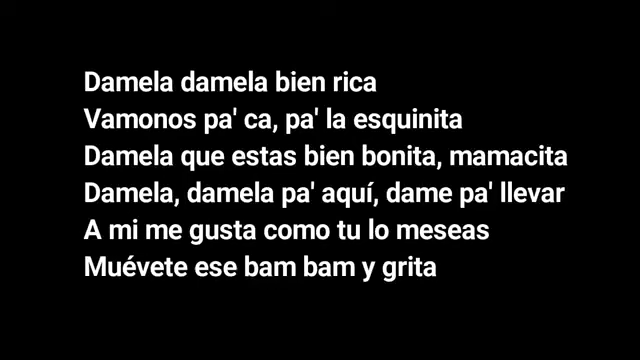 Damela damela bien rica
Vamonos pa' ca, pa' la esquinita
Damela que estas bien bonita, mamacita
Damela, damela pa' aquí, dame pa' llevar
A mi me gusta como tu lo meseas
Muévete ese bam bam y grita